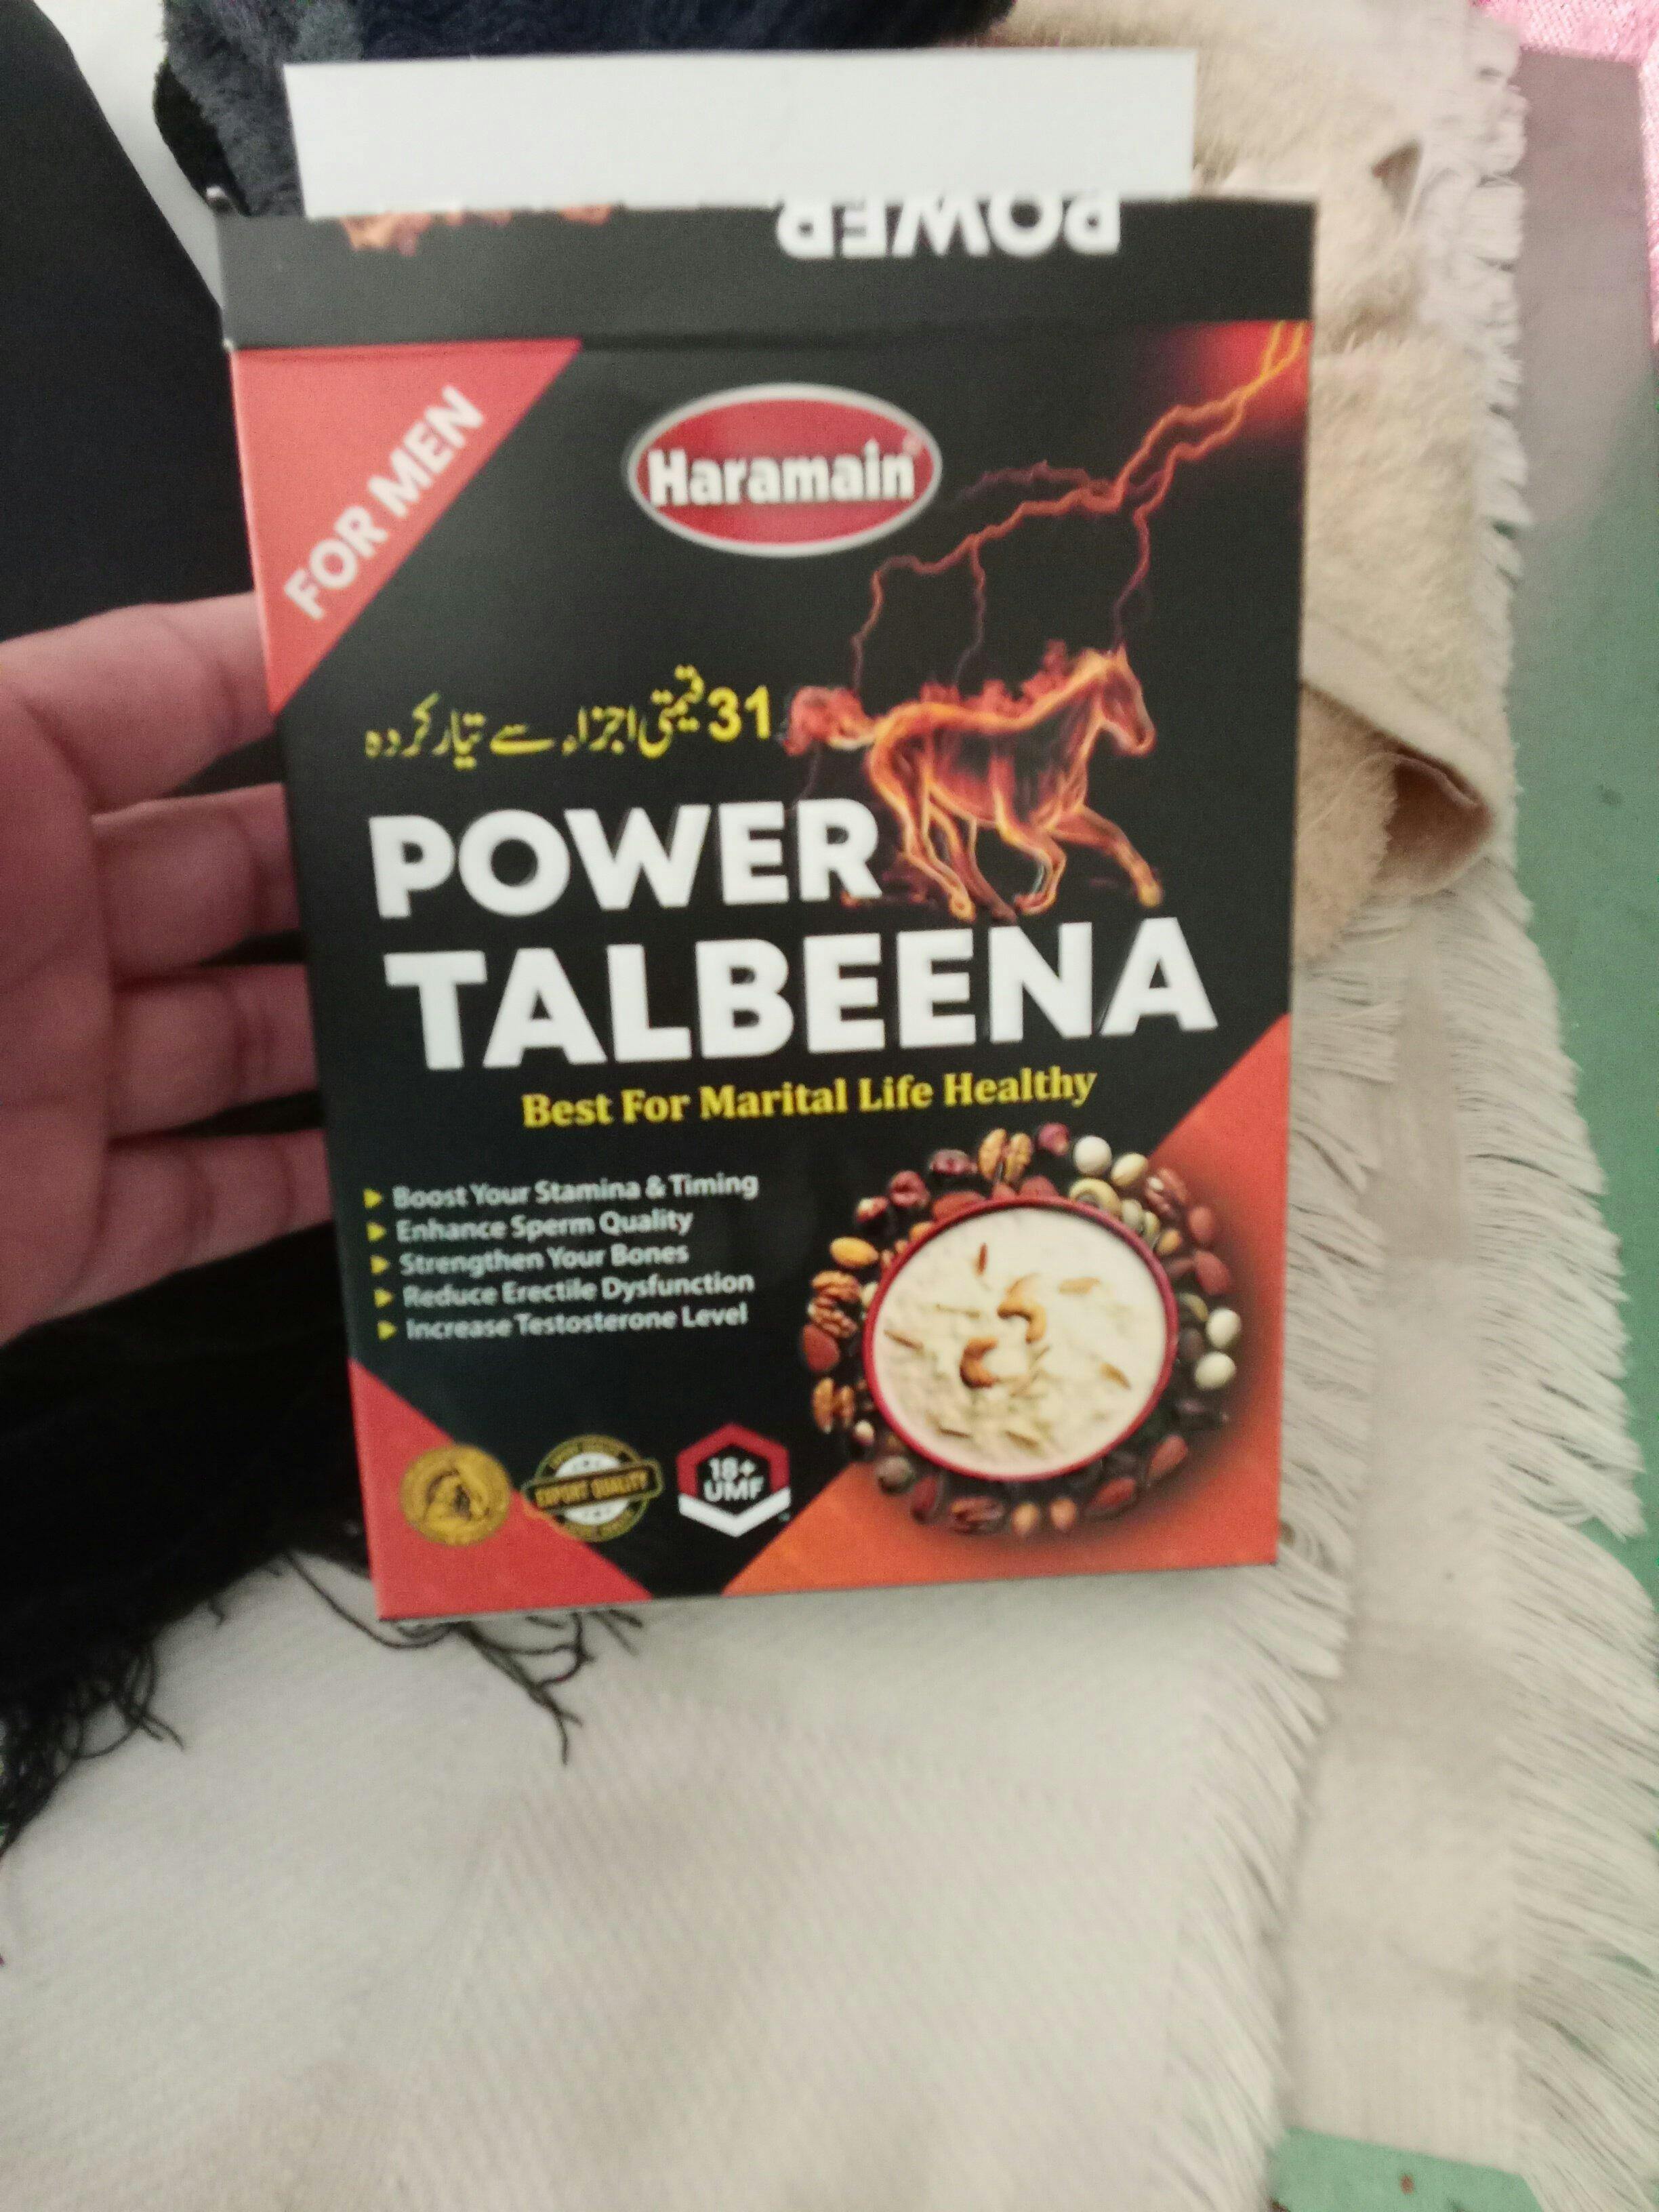 POWER
FOR MEN
Haramain
31 قیمتی اجزاء سے تیار کردہ
POWER
TALBEENA
Best For Marital Life Healthy
Boost Your Stamina & Timing
Enhance Sperm Quality
Strengthen Your Bones
Reduce Erectile Dysfunction
Increase Testosterone Level
EXPORT QUALITY
18+
UMF